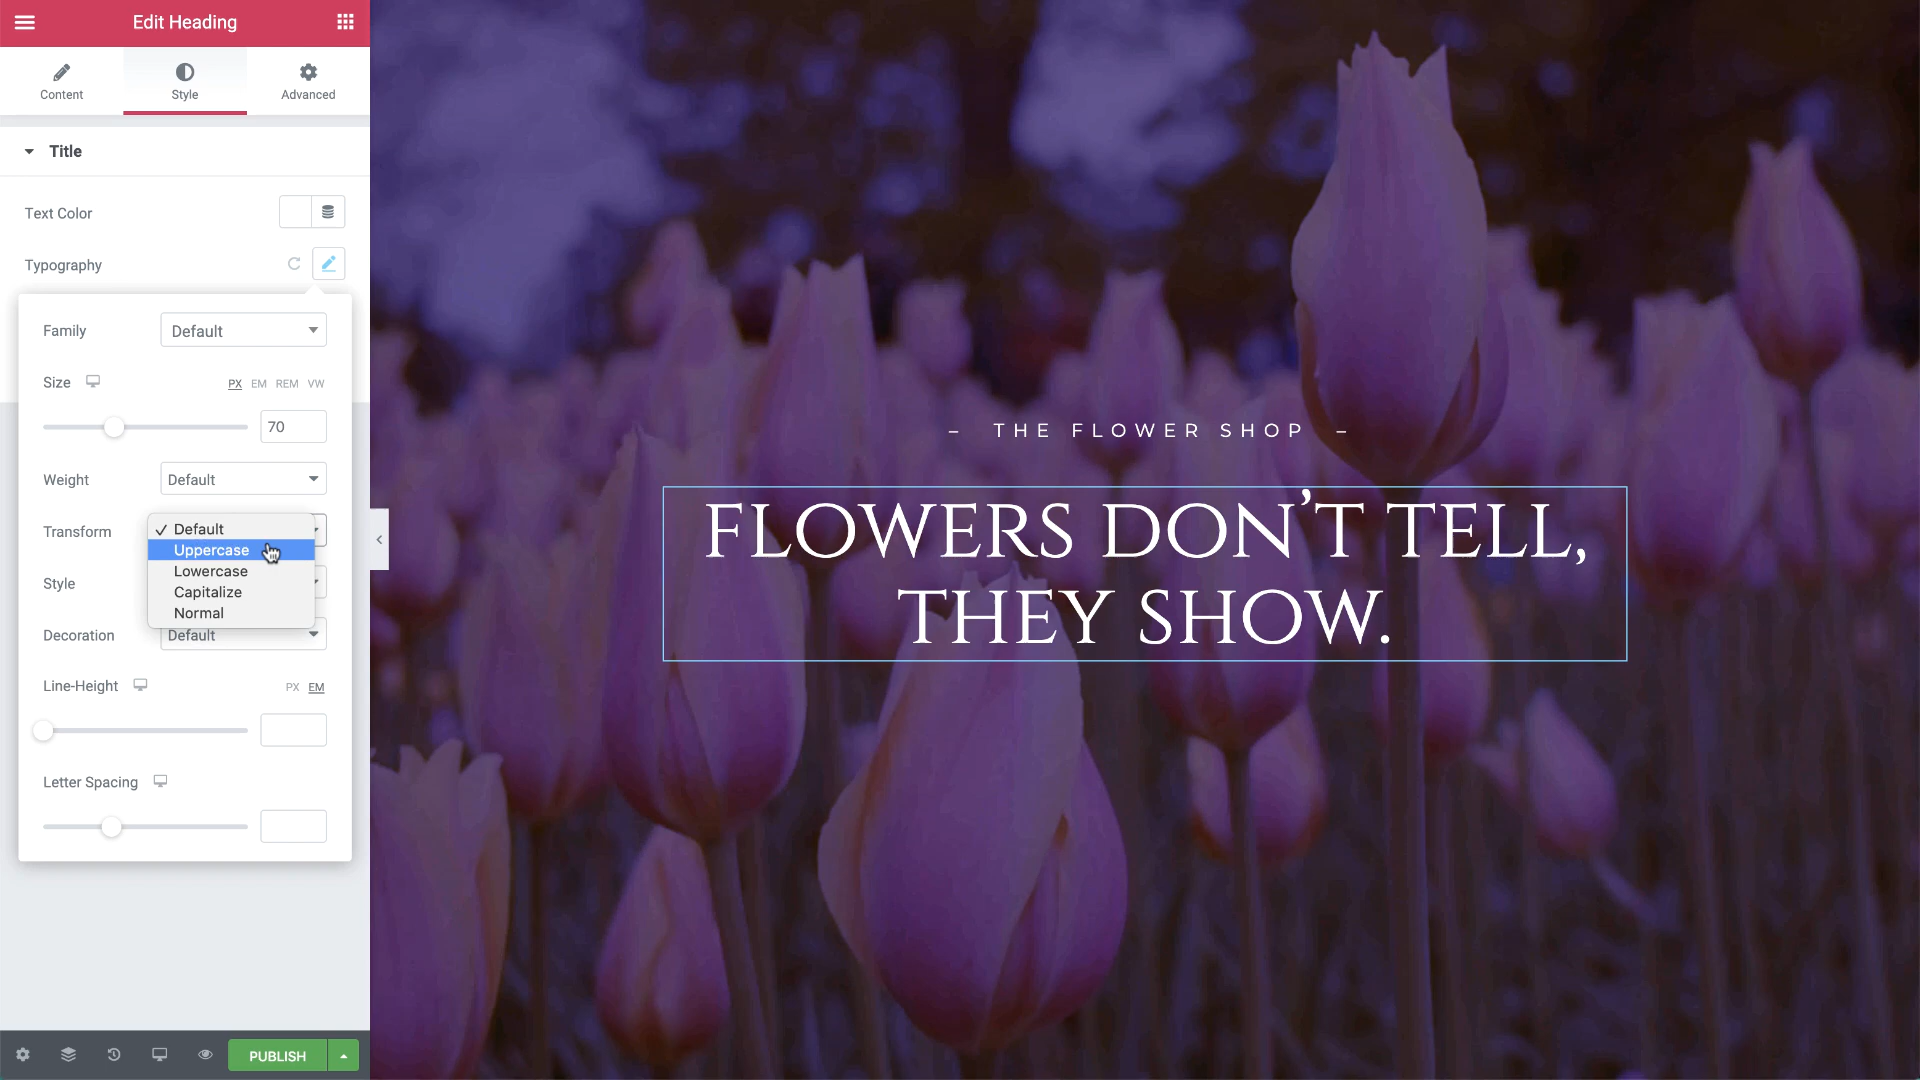 Edit Heading
Content
Style
Advanced
Title
Text Color
Typography
Family
Default
Size
PX EM REM VW
70
Weight
Default
Transform
Default
Uppercase
Lowercase
Capitalize
Normal
Style
Decoration
Default
Line-Height
PX EM
Letter Spacing
PUBLISH
– THE FLOWER SHOP –
FLOWERS DON’T TELL,
THEY SHOW.